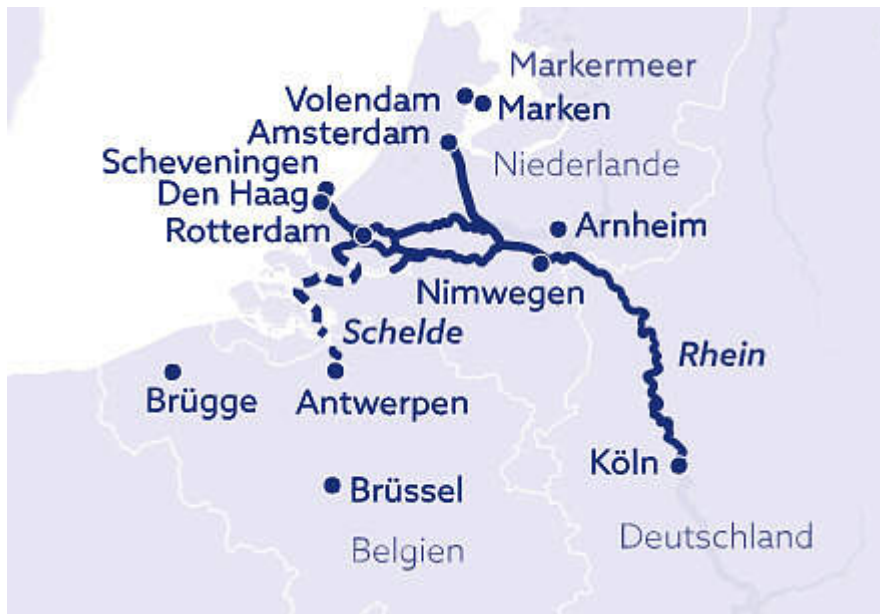 Markermeer
Volendam
Marken
Amsterdam
Niederlande
Scheveningen
Den Haag
Arnheim
Rotterdam
Nimwegen
Schelde
Rhein
Brügge
Antwerpen
Köln
Brüssel
Deutschland
Belgien